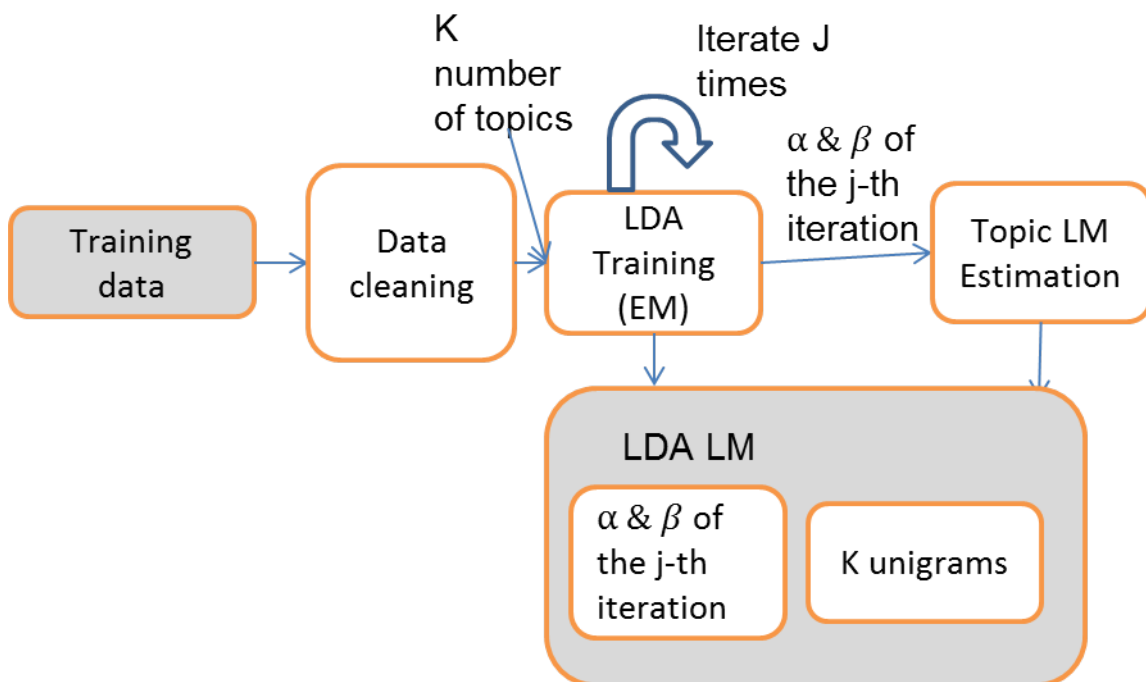 K
number
of topics
Iterate J
times
α & β of
the j-th
iteration
Training
data
Data
cleaning
LDA
Training
(EM)
Topic LM
Estimation
LDA LM
α & β of
the j-th
iteration
K unigrams